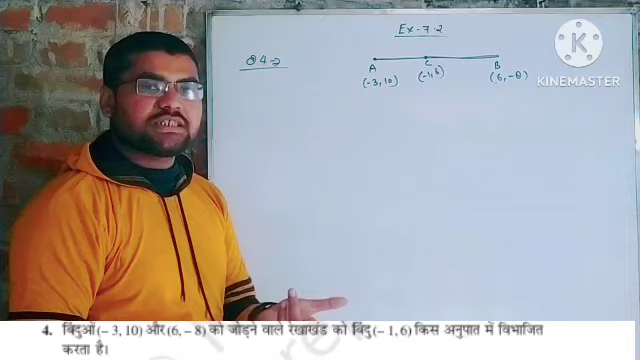 Ex-7.2
Q4→
A C B
(-3,10) (-1,6) (6,-8)
K
KINEMASTER
4. बिंदुओं (– 3, 10) और (6, – 8) को जोड़ने वाले रेखाखंड को बिंदु (– 1, 6) किस अनुपात में विभाजित
करता है।